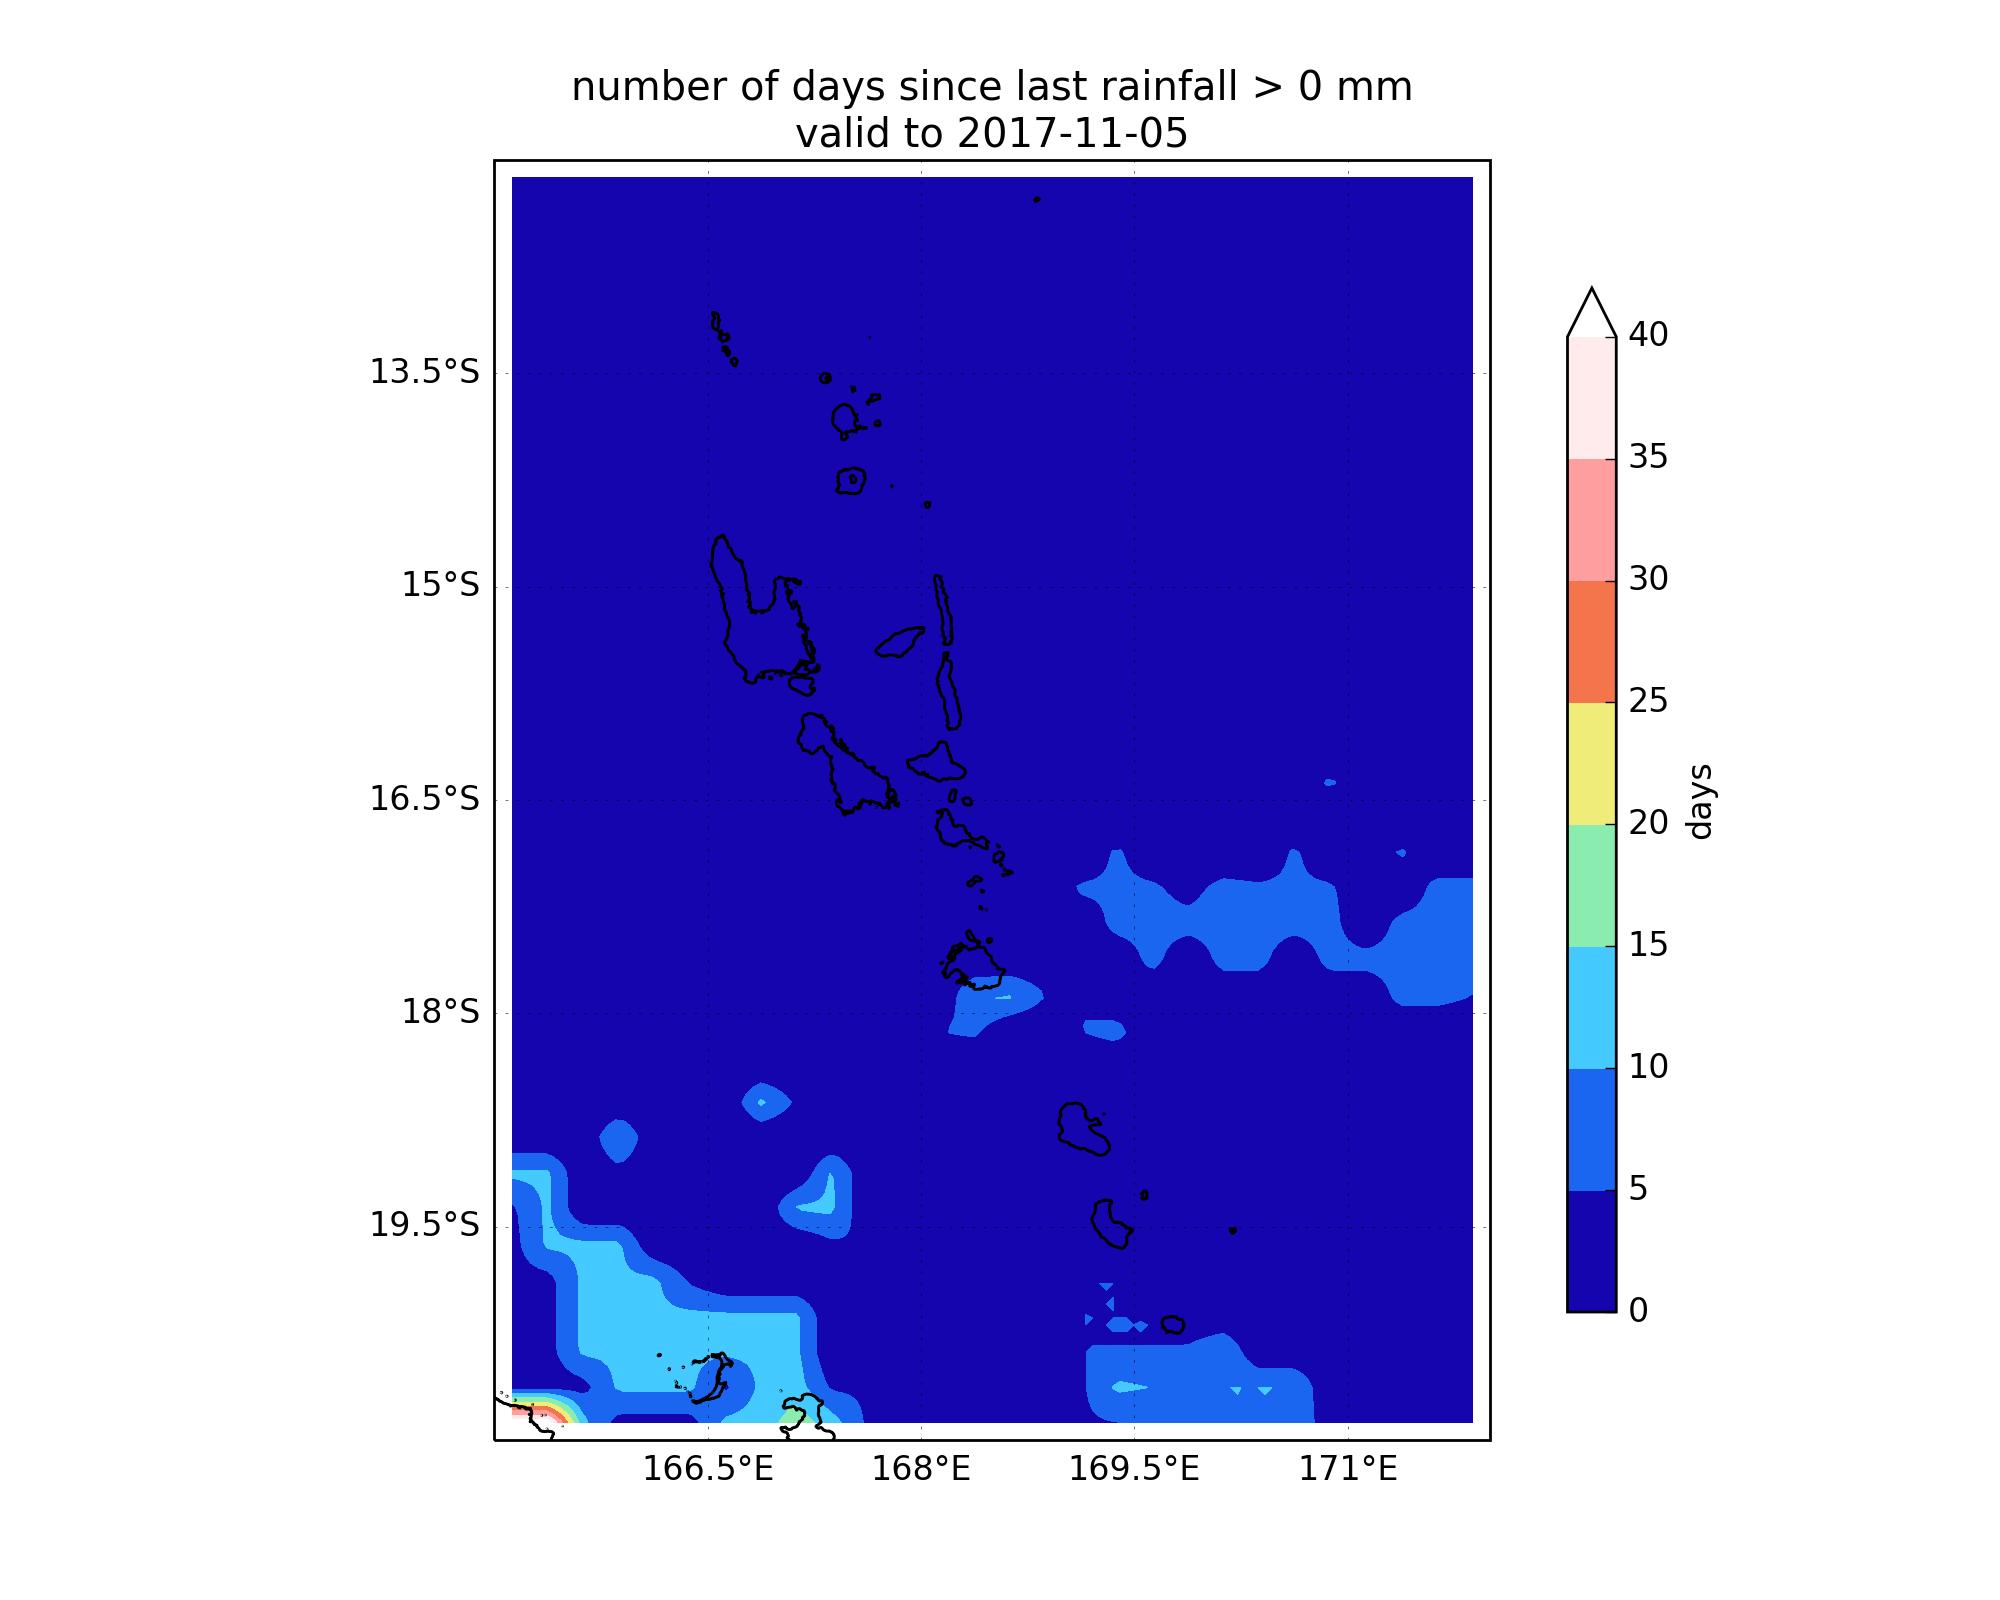 number of days since last rainfall > 0 mm
valid to 2017-11-05
13.5°S
15°S
16.5°S
18°S
19.5°S
166.5°E
168°E
169.5°E
171°E
40
35
30
25
20
15
10
5
0
days